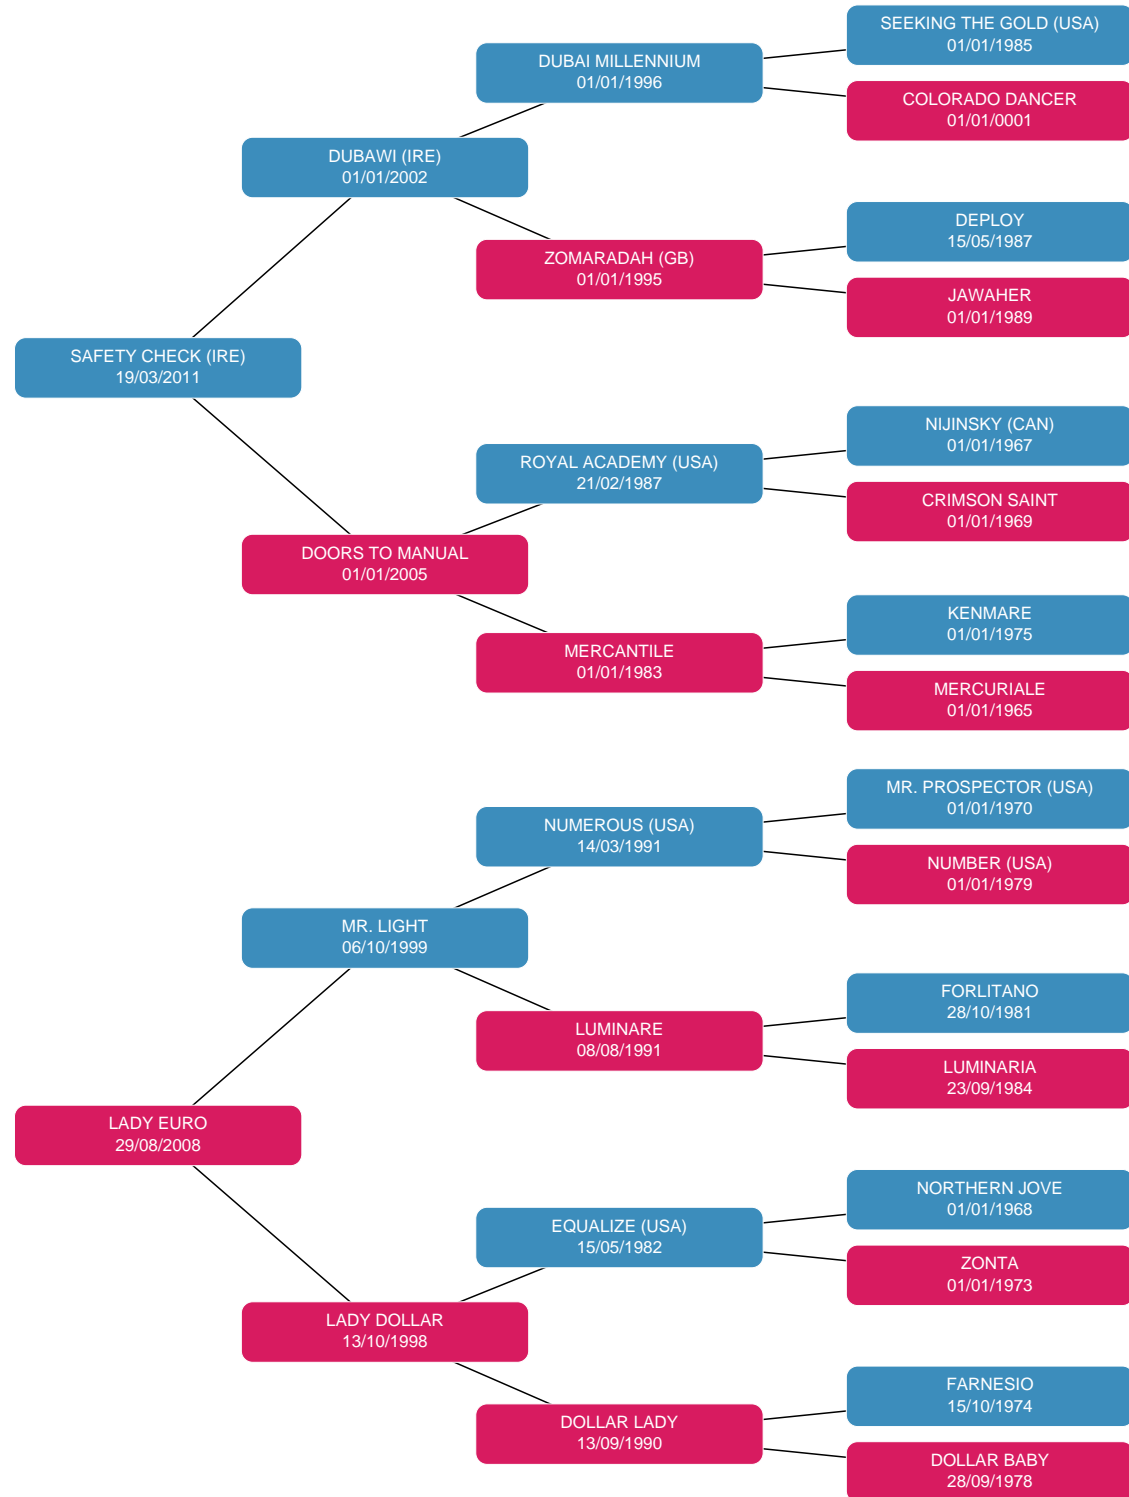 SEEKING THE GOLD (USA)
01/01/1985
DUBAI MILLENNIUM
01/01/1996
COLORADO DANCER
01/01/0001
DUBAWI (IRE)
01/01/2002
DEPLOY
15/05/1987
ZOMARADAH (GB)
01/01/1995
JAWAHER
01/01/1989
SAFETY CHECK (IRE)
19/03/2011
NIJINSKY (CAN)
01/01/1967
ROYAL ACADEMY (USA)
21/02/1987
CRIMSON SAINT
01/01/1969
DOORS TO MANUAL
01/01/2005
KENMARE
01/01/1975
MERCANTILE
01/01/1983
MERCURIALE
01/01/1965
MR. PROSPECTOR (USA)
01/01/1970
NUMEROUS (USA)
14/03/1991
NUMBER (USA)
01/01/1979
MR. LIGHT
06/10/1999
FORLITANO
28/10/1981
LUMINARE
08/08/1991
LUMINARIA
23/09/1984
LADY EURO
29/08/2008
NORTHERN JOVE
01/01/1968
EQUALIZE (USA)
15/05/1982
ZONTA
01/01/1973
LADY DOLLAR
13/10/1998
FARNESIO
15/10/1974
DOLLAR LADY
13/09/1990
DOLLAR BABY
28/09/1978